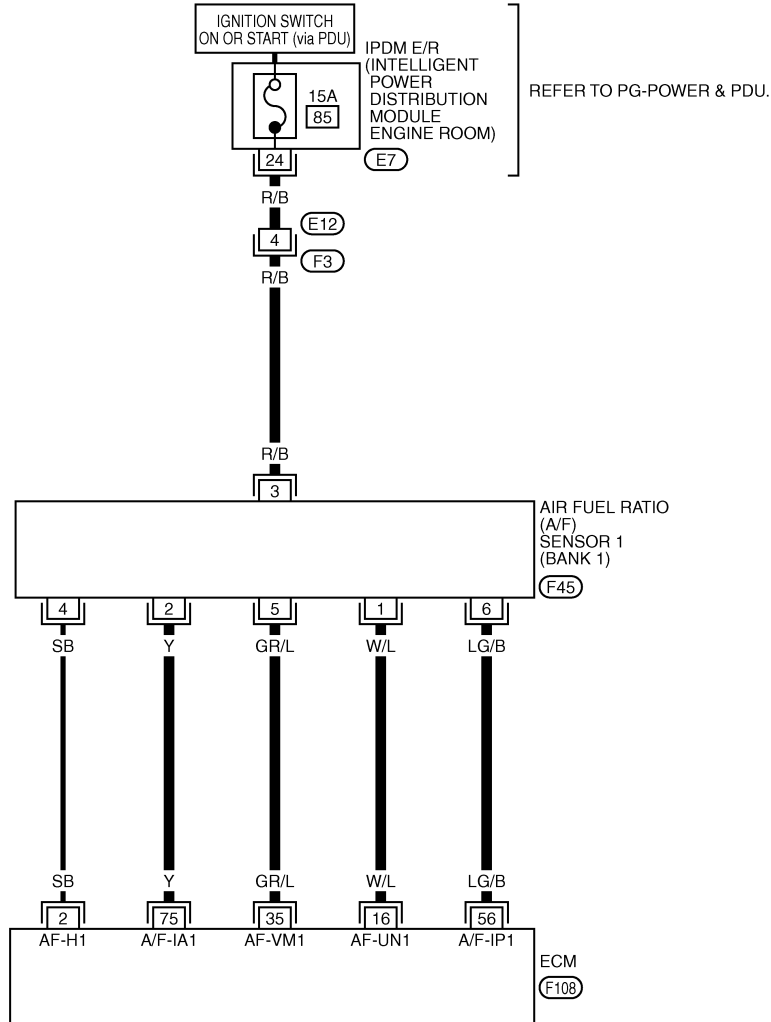 IGNITION SWITCH
ON OR START (via PDU)
IPDM E/R
(INTELLIGENT
POWER
DISTRIBUTION
MODULE
ENGINE ROOM)
REFER TO PG-POWER & PDU.
15A
85
24
E7
R/B
E12
4
F3
R/B
R/B
3
AIR FUEL RATIO
(A/F)
SENSOR 1
(BANK 1)
F45
4 2 5 1 6
SB Y GR/L W/L LG/B
SB Y GR/L W/L LG/B
2 75 35 16 56
AF-H1 A/F-IA1 AF-VM1 AF-UN1 A/F-IP1
ECM
F108